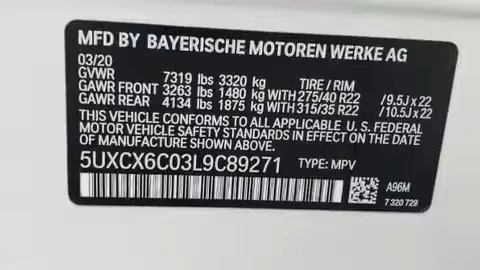 MFD BY BAYERISCHE MOTOREN WERKE AG
03/20
GVWR 7319 lbs 3320 kg TIRE / RIM
GAWR FRONT 3263 lbs 1480 kg WITH 275/40 R22 /9.5J x 22
GAWR REAR 4134 lbs 1875 kg WITH 315/35 R22 /10.5J x 22
THIS VEHICLE CONFORMS TO ALL APPLICABLE U.S. FEDERAL
MOTOR VEHICLE SAFETY STANDARDS IN EFFECT
ON THE DATE OF MANUFACTURE SHOWN ABOVE.
5UXCX6C03L9C89271 TYPE: MPV
A96M
7 320 729